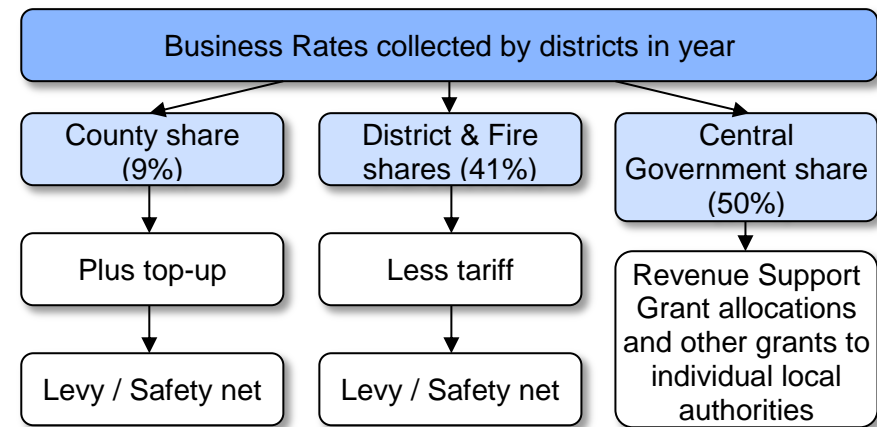 Business Rates collected by districts in year
County share
(9%)
District & Fire
shares (41%)
Central
Government share
(50%)
Plus top-up
Less tariff
Revenue Support
Grant allocations
and other grants to
individual local
authorities
Levy / Safety net
Levy / Safety net